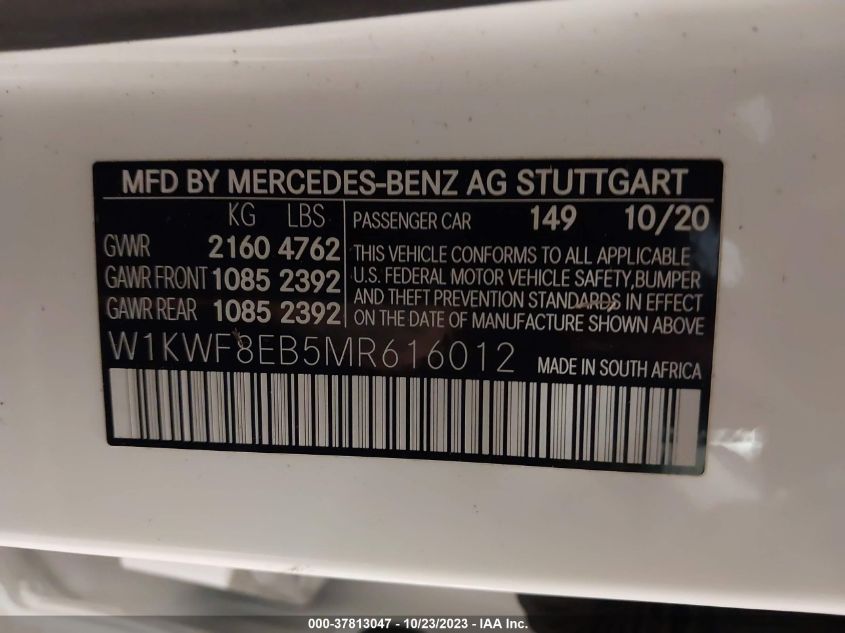 MFD BY MERCEDES-BENZ AG STUTTGART
KG LBS
GVWR 2160 4762
GAWR FRONT 1085 2392
GAWR REAR 1085 2392
PASSENGER CAR 149 10/20
THIS VEHICLE CONFORMS TO ALL APPLICABLE
U.S. FEDERAL MOTOR VEHICLE SAFETY,BUMPER
AND THEFT PREVENTION STANDARDS IN EFFECT
ON THE DATE OF MANUFACTURE SHOWN ABOVE
W1KWF8EB5MR616012 MADE IN SOUTH AFRICA
000-37813047 - 10/23/2023 - IAA Inc.